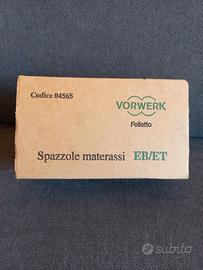 Codice 04565
VORWERK
Folletto
Spazzole materassi EB/ET
subito